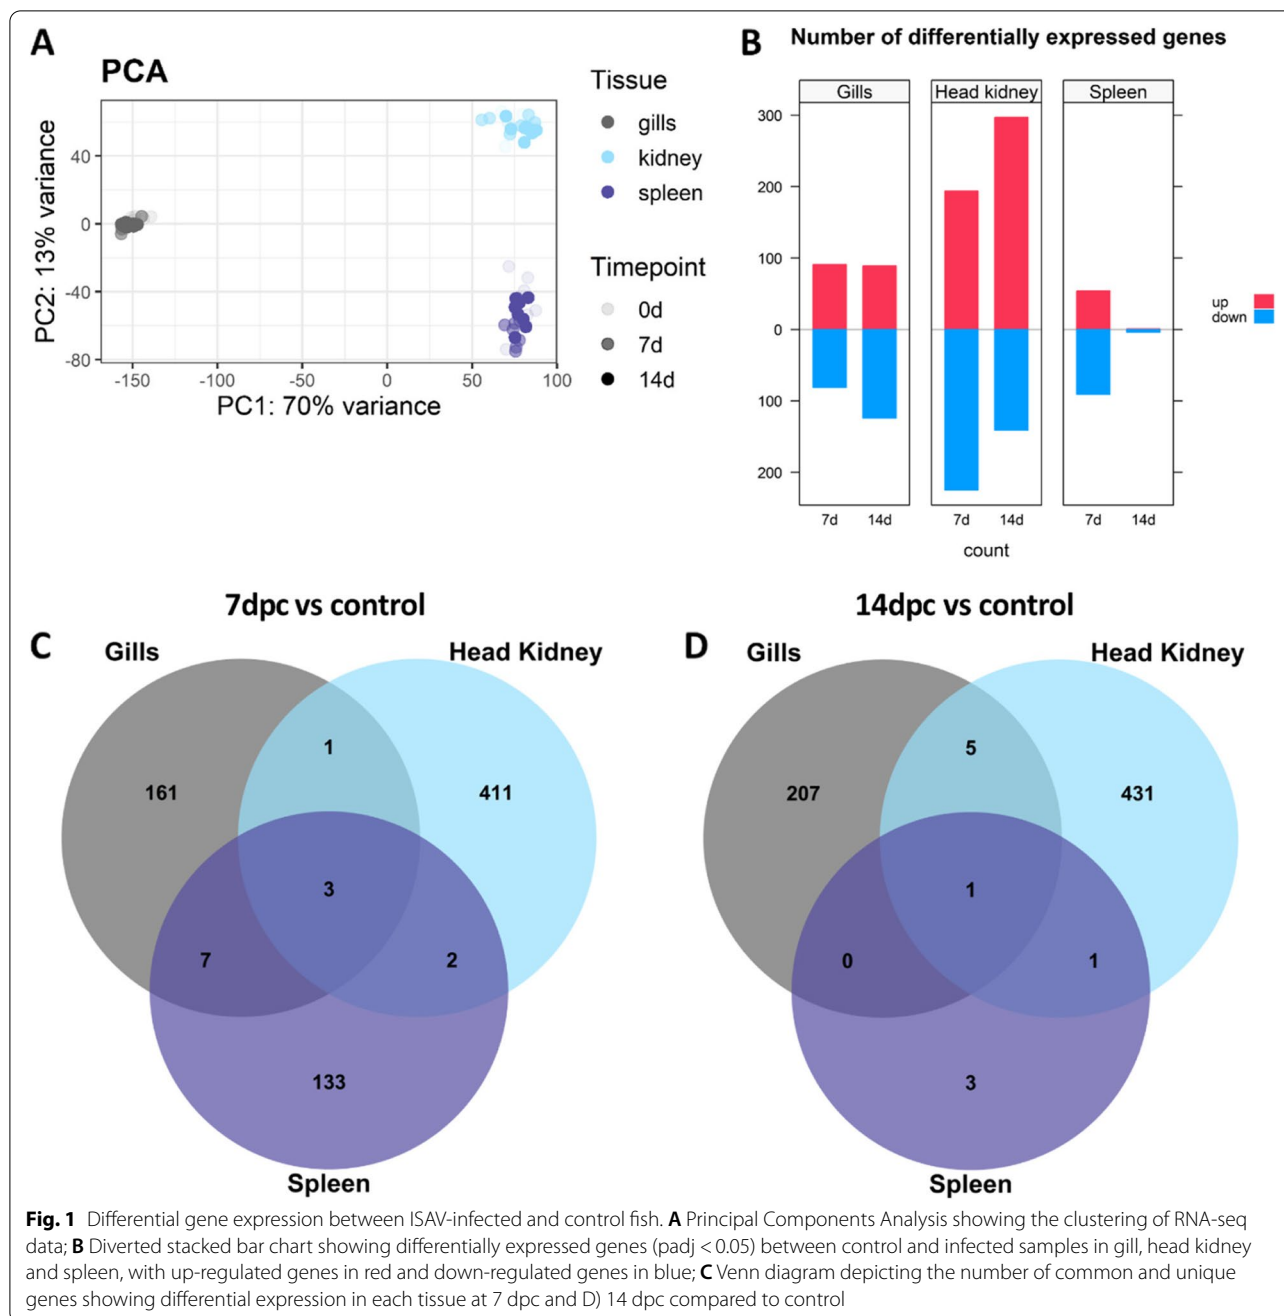 A
PCA
PC2: 13% variance
40
0
-40
-80
-150
-100
-50
0
50
100
PC1: 70% variance
Tissue
gills
kidney
spleen
Timepoint
0d
7d
14d
B
Number of differentially expressed genes
Gills
Head kidney
Spleen
300
200
100
0
100
200
7d
14d
7d
14d
7d
14d
count
up
down
7dpc vs control
C
Gills
Head Kidney
1
161
411
3
7
2
133
Spleen
14dpc vs control
D
Gills
Head Kidney
5
207
431
1
0
1
3
Spleen
Fig. 1 Differential gene expression between ISAV-infected and control fish. A Principal Components Analysis showing the clustering of RNA-seq
data; B Diverted stacked bar chart showing differentially expressed genes (padj < 0.05) between control and infected samples in gill, head kidney
and spleen, with up-regulated genes in red and down-regulated genes in blue; C Venn diagram depicting the number of common and unique
genes showing differential expression in each tissue at 7 dpc and D) 14 dpc compared to control